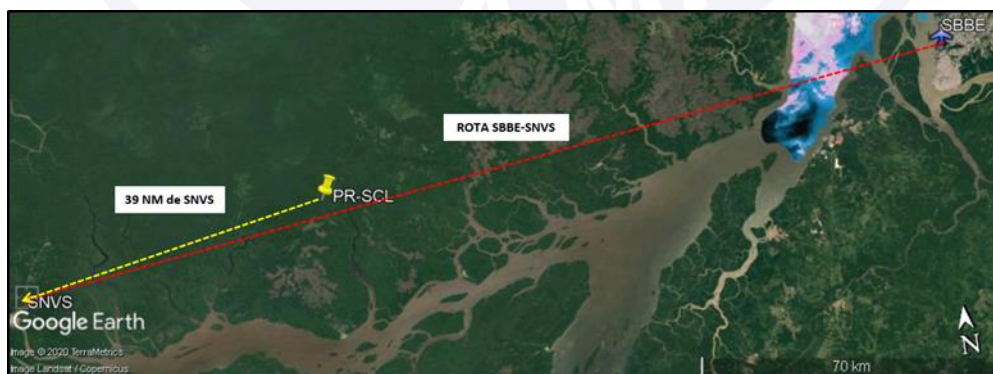 SBBE
ROTA SBBE-SNVS
39 NM de SNVS
PR-SCL
SNVS
Google Earth
Image © 2020 TerraMetrics
Image Landsat / Copernicus
70 km
N